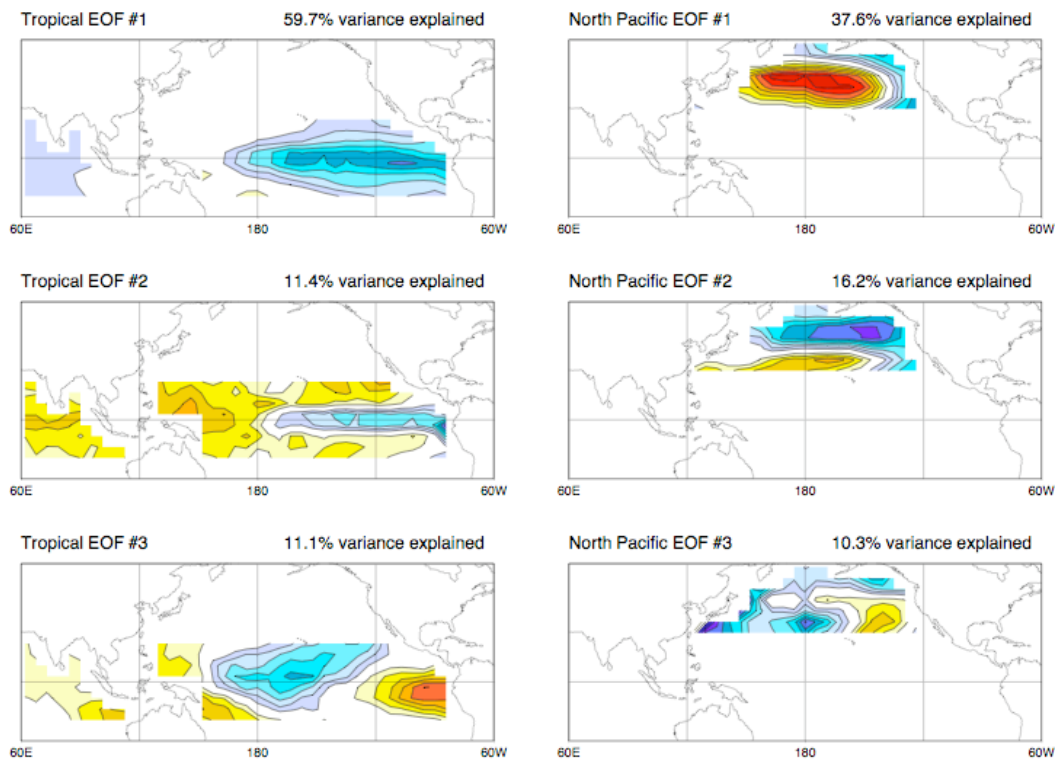 Tropical EOF #1 59.7% variance explained
60E 180 60W
North Pacific EOF #1 37.6% variance explained
60E 180 60W
Tropical EOF #2 11.4% variance explained
60E 180 60W
North Pacific EOF #2 16.2% variance explained
60E 180 60W
Tropical EOF #3 11.1% variance explained
60E 180 60W
North Pacific EOF #3 10.3% variance explained
60E 180 60W